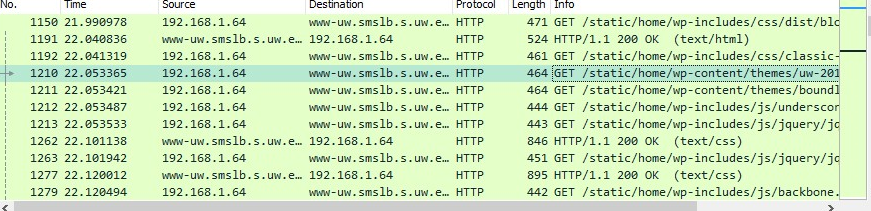 No. Time Source Destination Protocol Length Info
1150 21.990978 192.168.1.64 www-uw.smslb.s.uw.e… HTTP 471 GET /static/home/wp-includes/css/dist/blc
1191 22.040836 www-uw.smslb.s.uw.e… 192.168.1.64 HTTP 524 HTTP/1.1 200 OK (text/html)
1192 22.041319 192.168.1.64 www-uw.smslb.s.uw.e… HTTP 461 GET /static/home/wp-includes/css/classic-
1210 22.053365 192.168.1.64 www-uw.smslb.s.uw.e… HTTP 464 GET /static/home/wp-content/themes/uw-201
1211 22.053421 192.168.1.64 www-uw.smslb.s.uw.e… HTTP 464 GET /static/home/wp-content/themes/boundl
1212 22.053487 192.168.1.64 www-uw.smslb.s.uw.e… HTTP 444 GET /static/home/wp-includes/js/underscor
1213 22.053533 192.168.1.64 www-uw.smslb.s.uw.e… HTTP 443 GET /static/home/wp-includes/js/jquery/jq
1262 22.101138 www-uw.smslb.s.uw.e… 192.168.1.64 HTTP 846 HTTP/1.1 200 OK (text/css)
1263 22.101942 192.168.1.64 www-uw.smslb.s.uw.e… HTTP 451 GET /static/home/wp-includes/js/jquery/jq
1277 22.120012 www-uw.smslb.s.uw.e… 192.168.1.64 HTTP 895 HTTP/1.1 200 OK (text/css)
1279 22.120494 192.168.1.64 www-uw.smslb.s.uw.e… HTTP 442 GET /static/home/wp-includes/js/backbone.